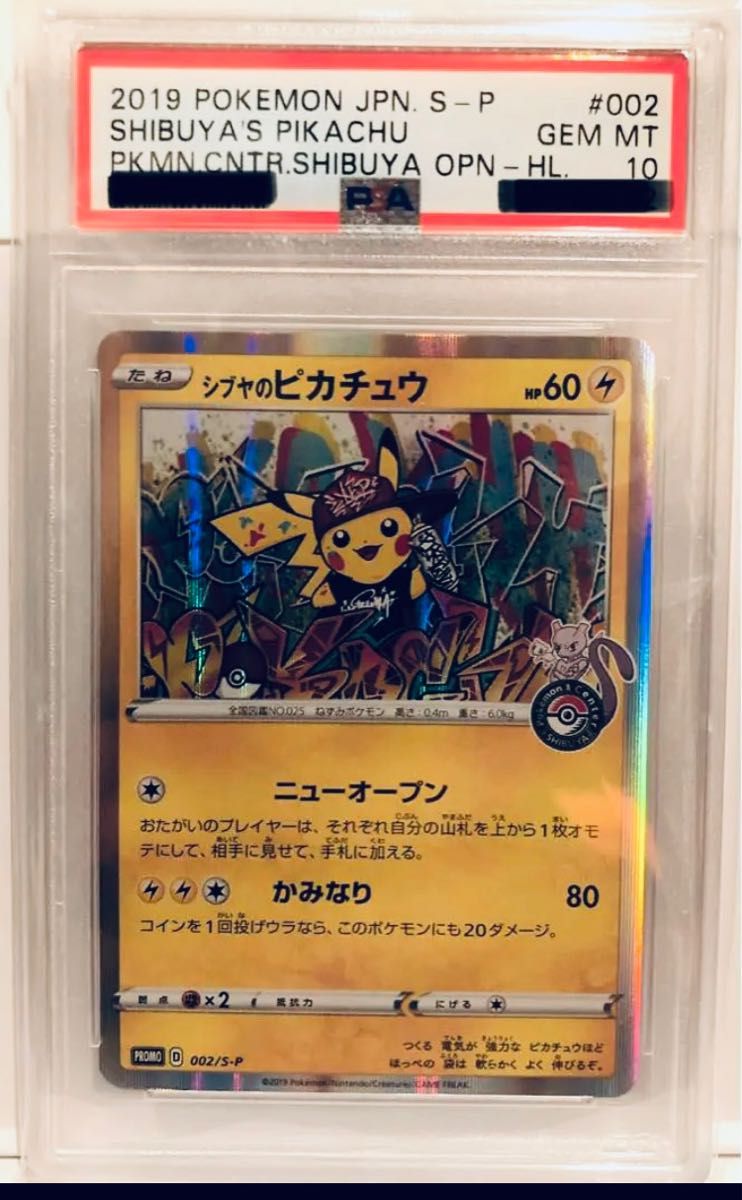 2019 POKEMON JPN. S-P #002
SHIBUYA'S PIKACHU GEM MT
PKMN.CNTR.SHIBUYA OPN-HL. 10
たね シブヤのピカチュウ HP60
Pokémon Center
SHIBUYA
全国図鑑NO.025 ねずみポケモン 高さ:0.4m 重さ:6.0kg
ニューオープン
おたがいのプレイヤーは、それぞれ自分の山札を上から1枚オモ
テにして、相手に見せて、手札に加える。
かみなり 80
コインを1回投げウラなら、このポケモンにも20ダメージ。
弱点 ×2 抵抗力 にげる
PROMO D 002/S-P
つくる 電気が 強力な ピカチュウほど
ほっぺの 袋は 軟らかく よく 伸びるぞ。
©2019 Pokémon/Nintendo/Creatures/GAME FREAK.